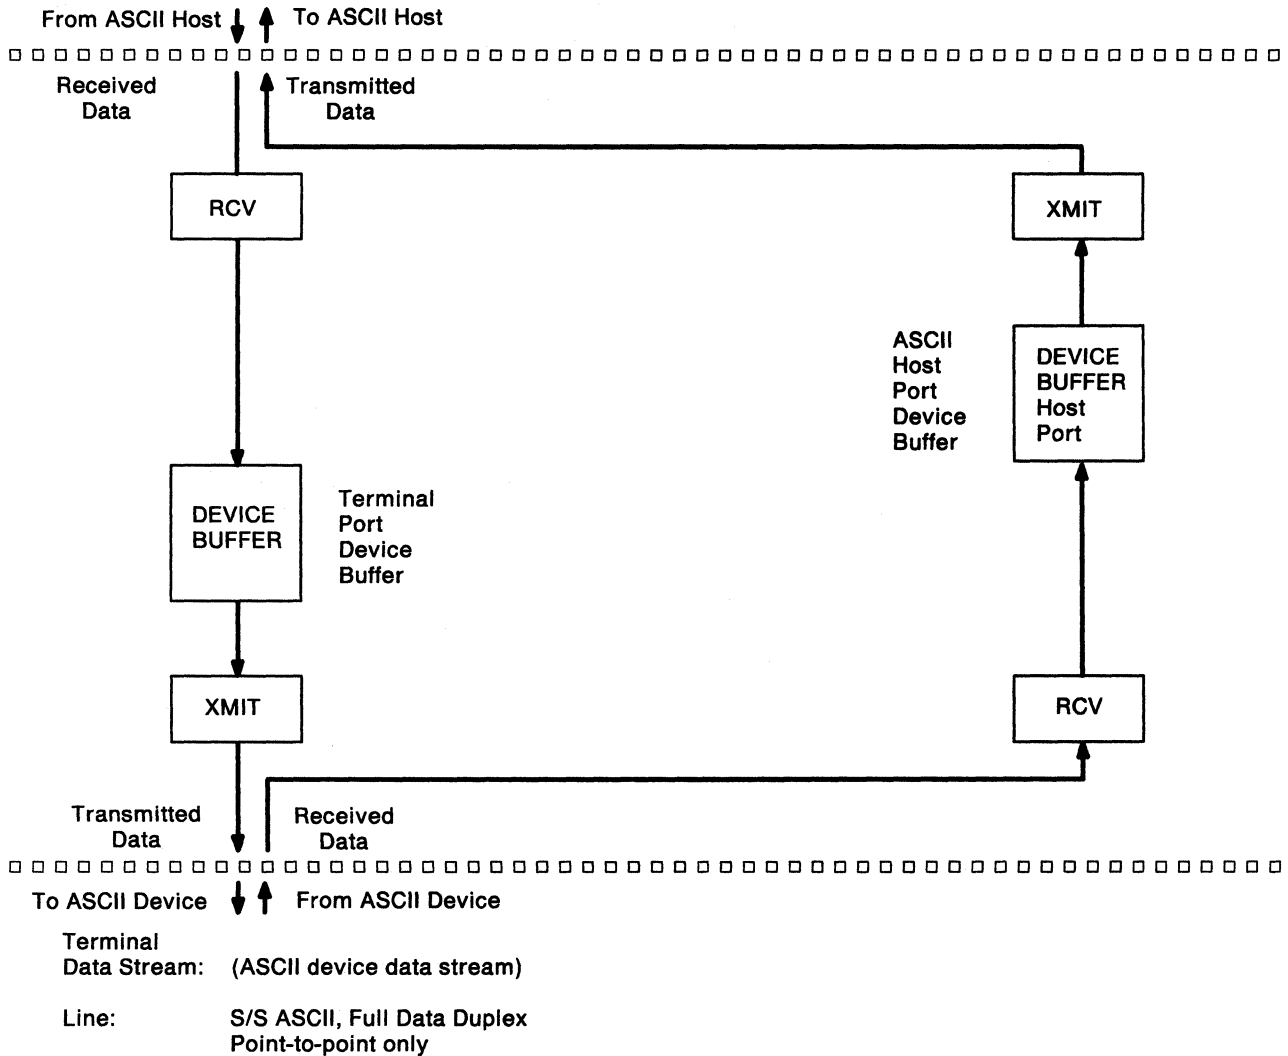 From ASCII Host
To ASCII Host
Received
Data
Transmitted
Data
RCV
XMIT
ASCII
Host
Port
Device
Buffer
DEVICE
BUFFER
Host
Port
DEVICE
BUFFER
Terminal
Port
Device
Buffer
XMIT
RCV
Transmitted
Data
Received
Data
To ASCII Device
From ASCII Device
Terminal
Data Stream: (ASCII device data stream)
Line: S/S ASCII, Full Data Duplex
Point-to-point only